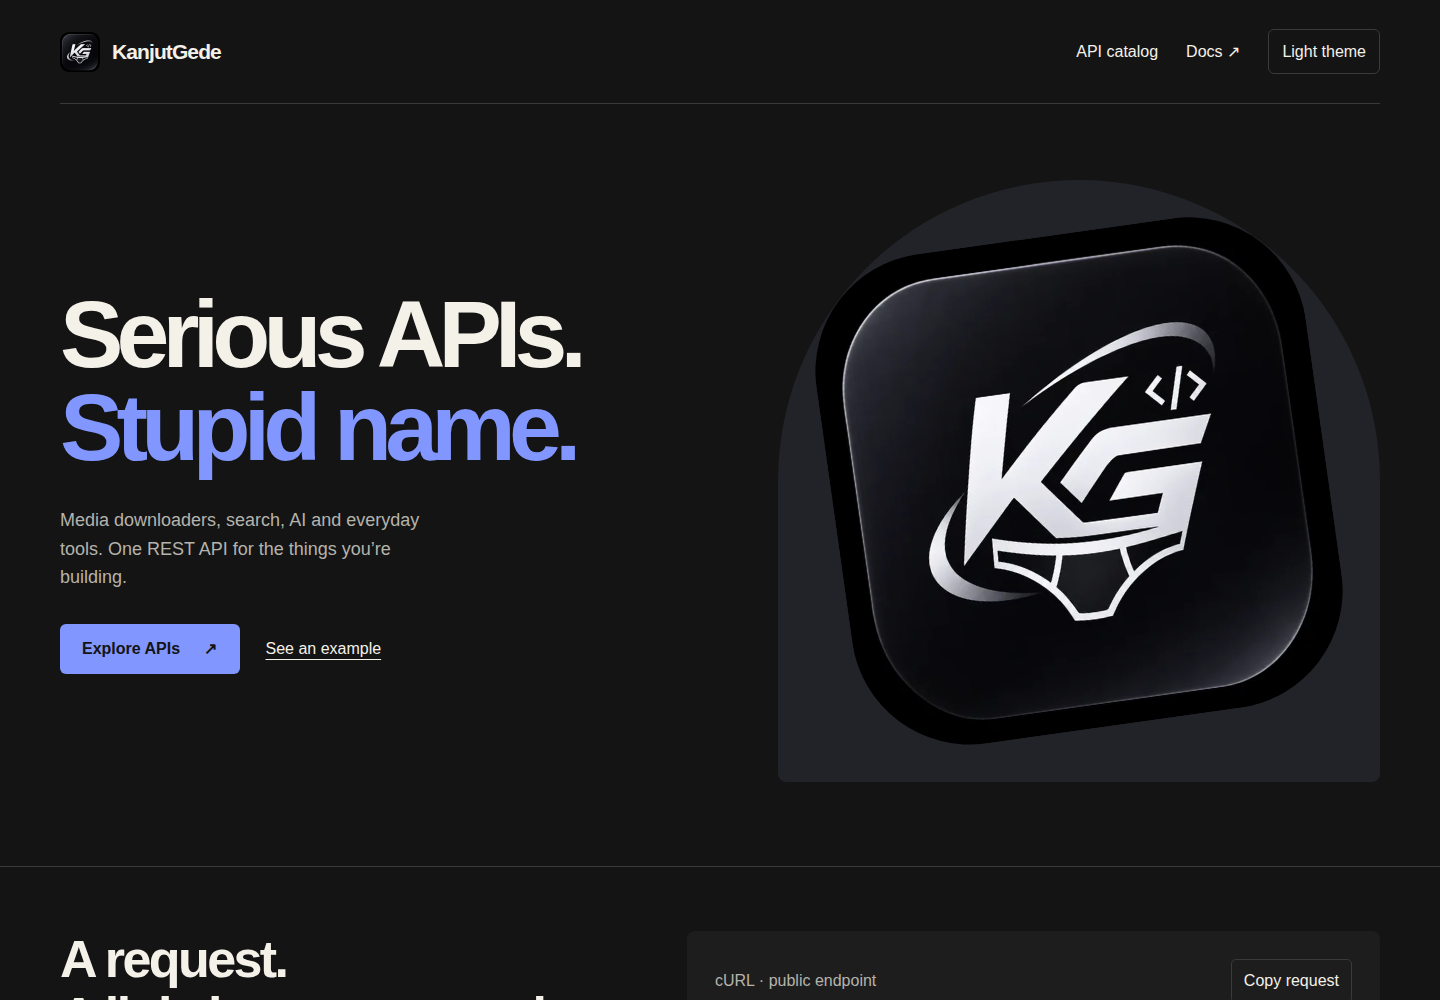 KG
KanjutGede
API catalog
Docs ↗
Light theme
Serious APIs.
Stupid name.
Media downloaders, search, AI and everyday
tools. One REST API for the things you’re
building.
Explore APIs ↗
See an example
KG </>
A request.
cURL · public endpoint
Copy request